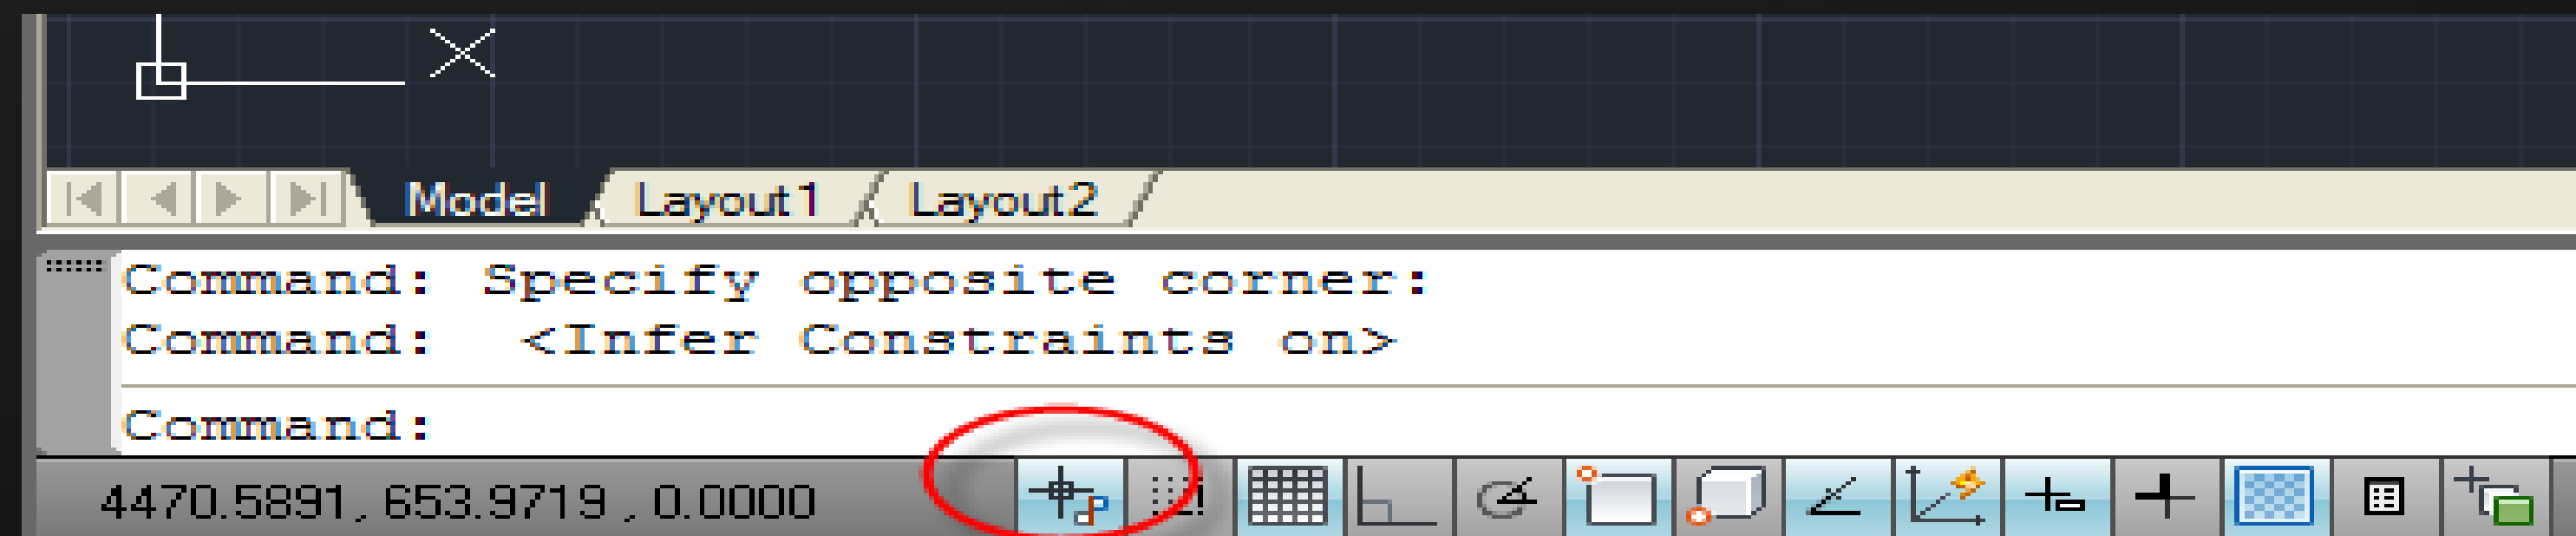 Model Layout1 Layout2
Command: Specify opposite corner:
Command: <Infer Constraints on>
Command:
4470.5891, 653.9719 , 0.0000